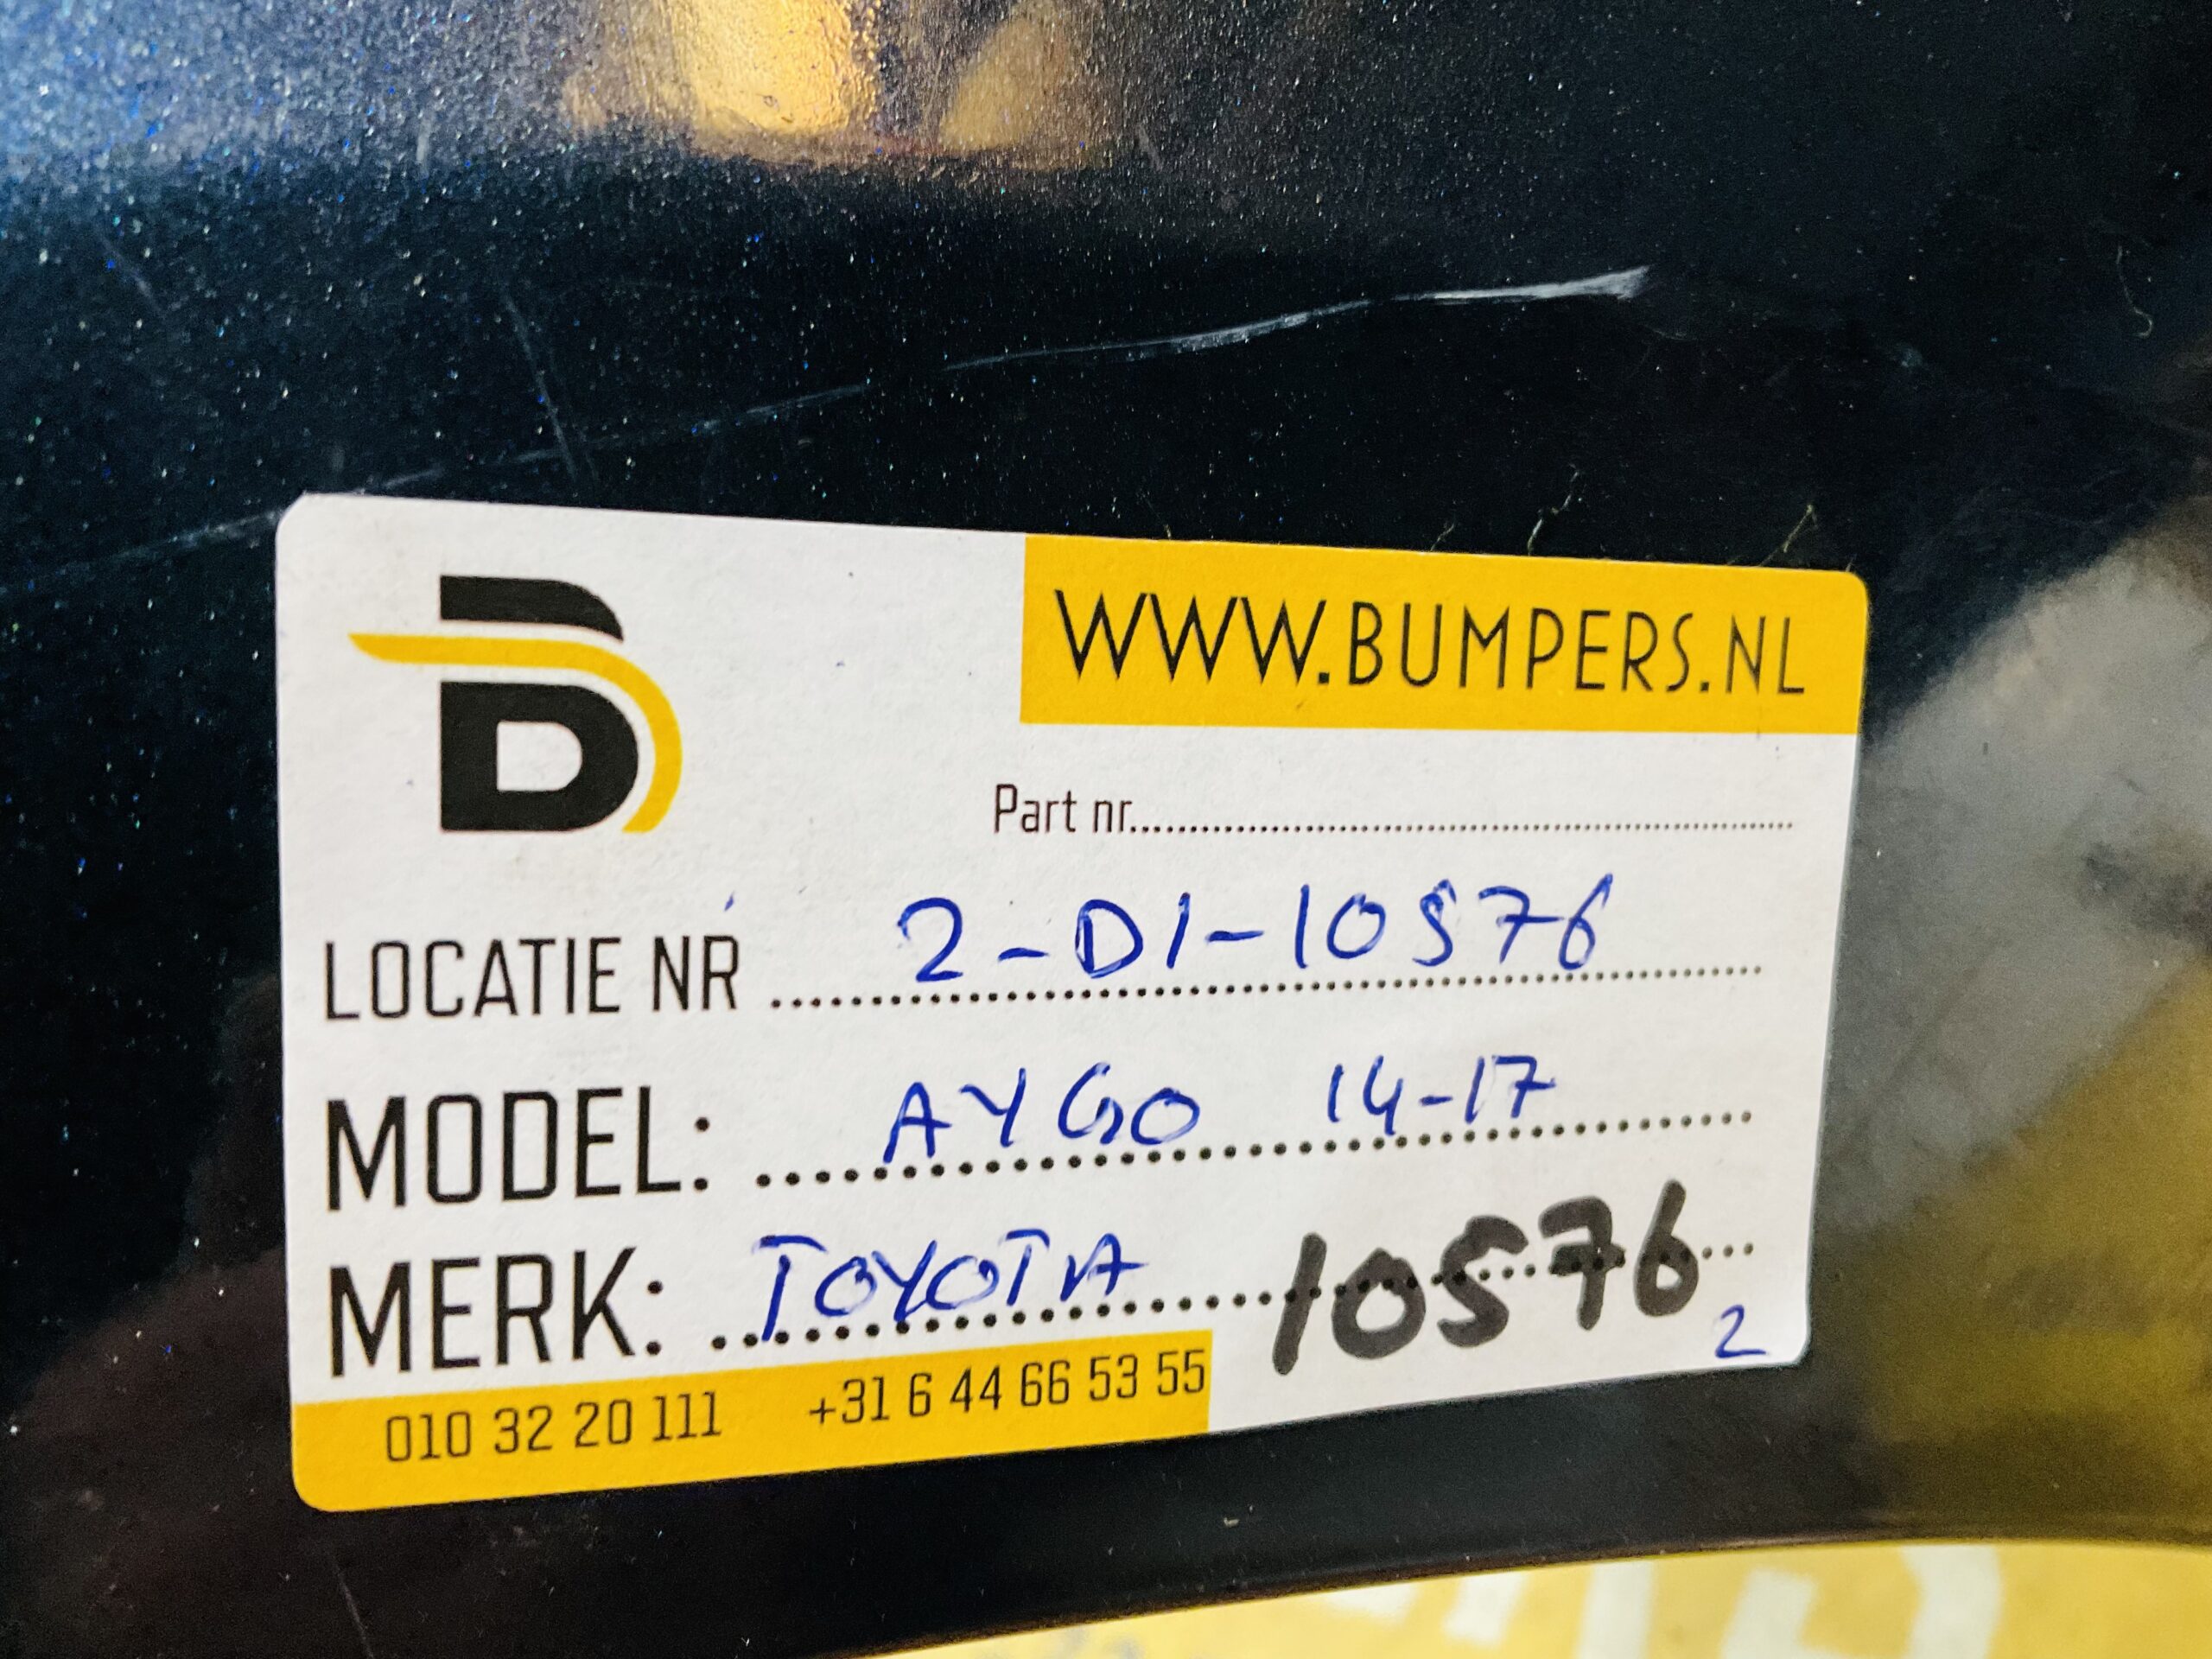 WWW.BUMPERS.NL
Part nr.......................................................
LOCATIE NR 2-D1-10576
MODEL: AYGO 14-17
MERK: TOYOTA 10576
2
010 32 20 111 +31 6 44 66 53 55